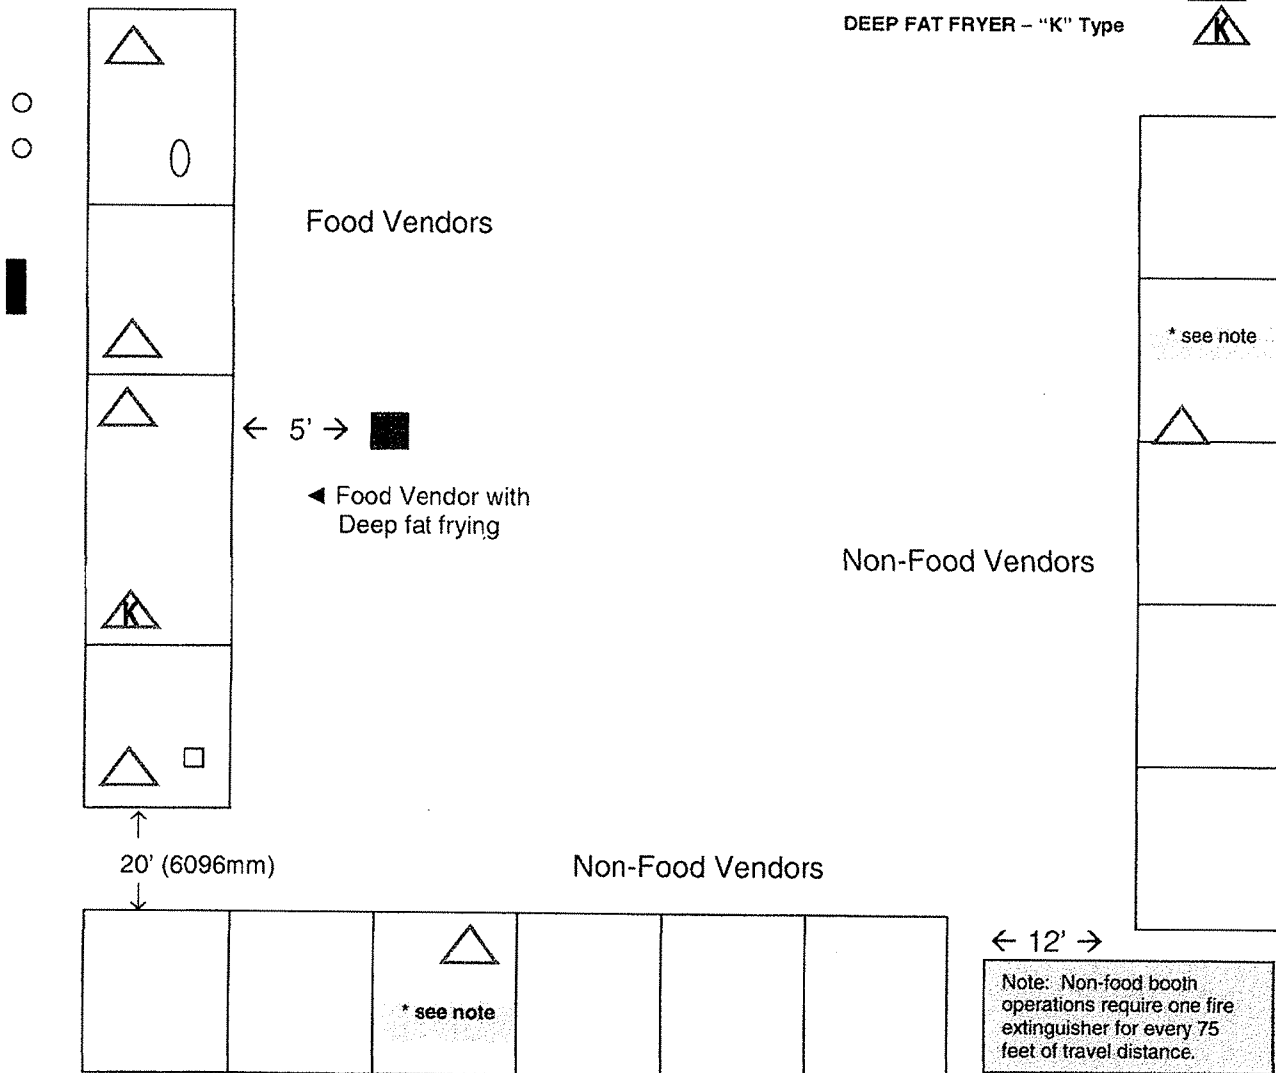 DEEP FAT FRYER – "K" Type
K
Food Vendors
* see note
← 5' →
◄ Food Vendor with
Deep fat frying
Non-Food Vendors
K
20' (6096mm)
Non-Food Vendors
← 12' →
* see note
Note: Non-food booth
operations require one fire
extinguisher for every 75
feet of travel distance.